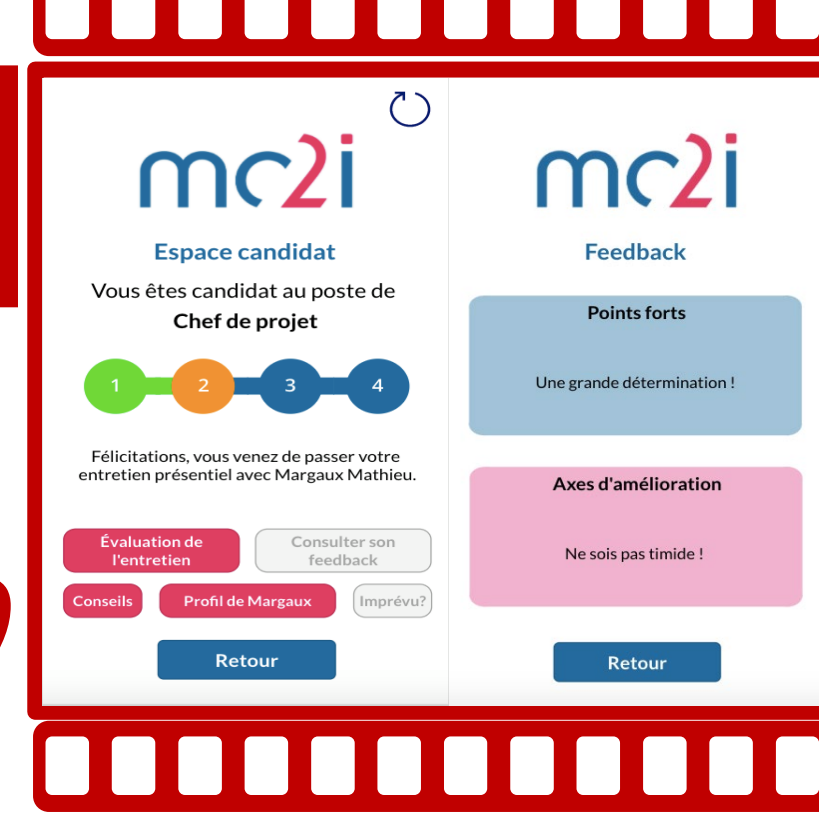 mc2i
Espace candidat
Vous êtes candidat au poste de
Chef de projet
1 2 3 4
Félicitations, vous venez de passer votre
entretien présentiel avec Margaux Mathieu.
Évaluation de
l'entretien
Consulter son
feedback
Conseils
Profil de Margaux
Imprévu?
Retour
mc2i
Feedback
Points forts
Une grande détermination !
Axes d'amélioration
Ne sois pas timide !
Retour